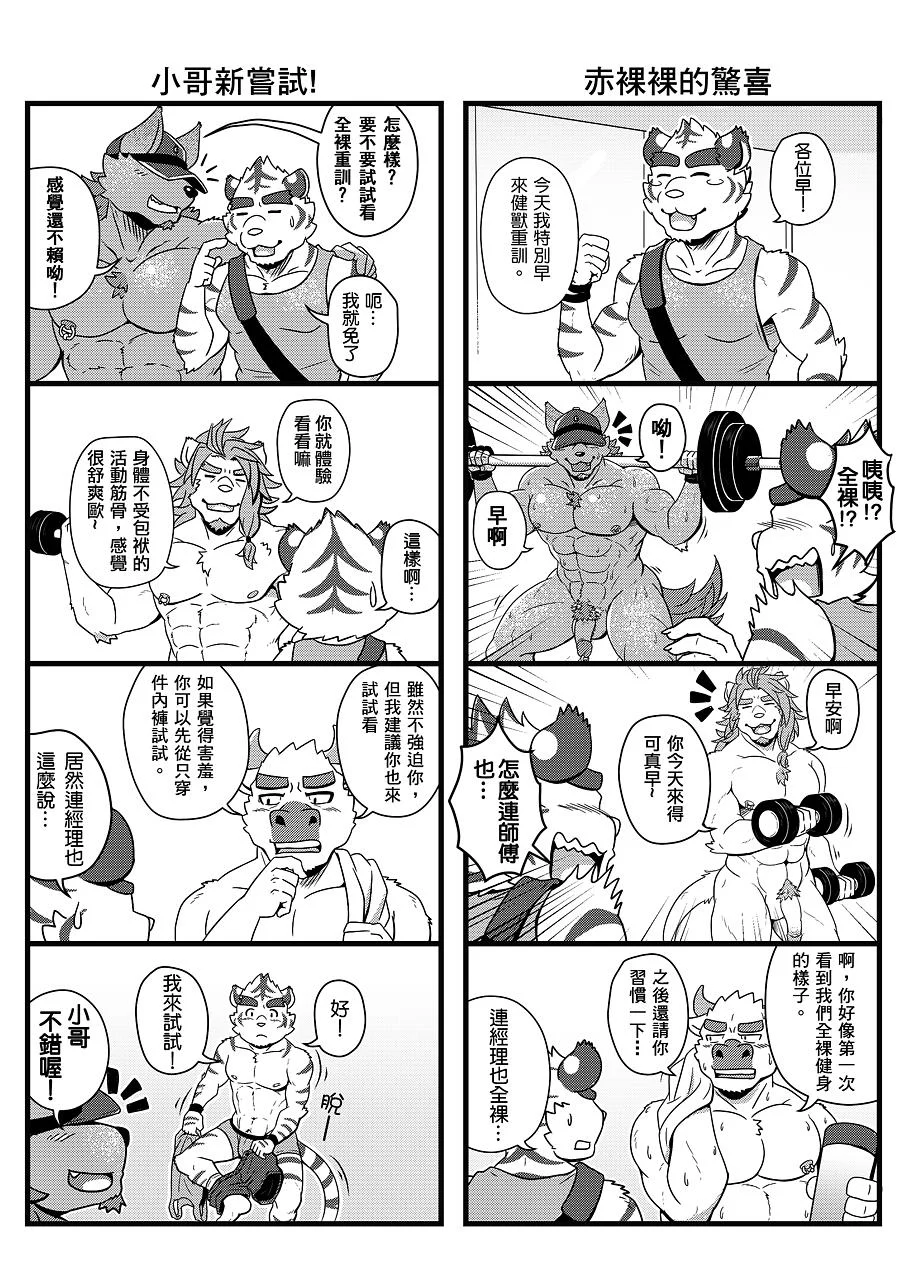 赤裸裸的驚喜
各位早!
今天我特別早
來健獸重訓。
咦咦!?
全裸!?
呦!
早啊
早安啊
你今天來得
可真早~
怎麼連師傅
也…
啊,你好像第一次
看到我們全裸健身
的樣子。
之後還請你
習慣一下…
連經理也全裸…
小哥新嘗試!
怎麼樣?
要不要試試看
全裸重訓?
感覺還不賴呦!
呃…
我就免了
你就體驗
看看嘛
身體不受包袱的
活動筋骨,感覺
很舒爽歐~
這樣啊…
雖然不強迫你,
但我建議你也來
試試看
如果覺得害羞,
你可以先從只穿
件內褲試試。
居然連經理也
這麼說…
好!
我來試試!
脫—
小哥
不錯喔!